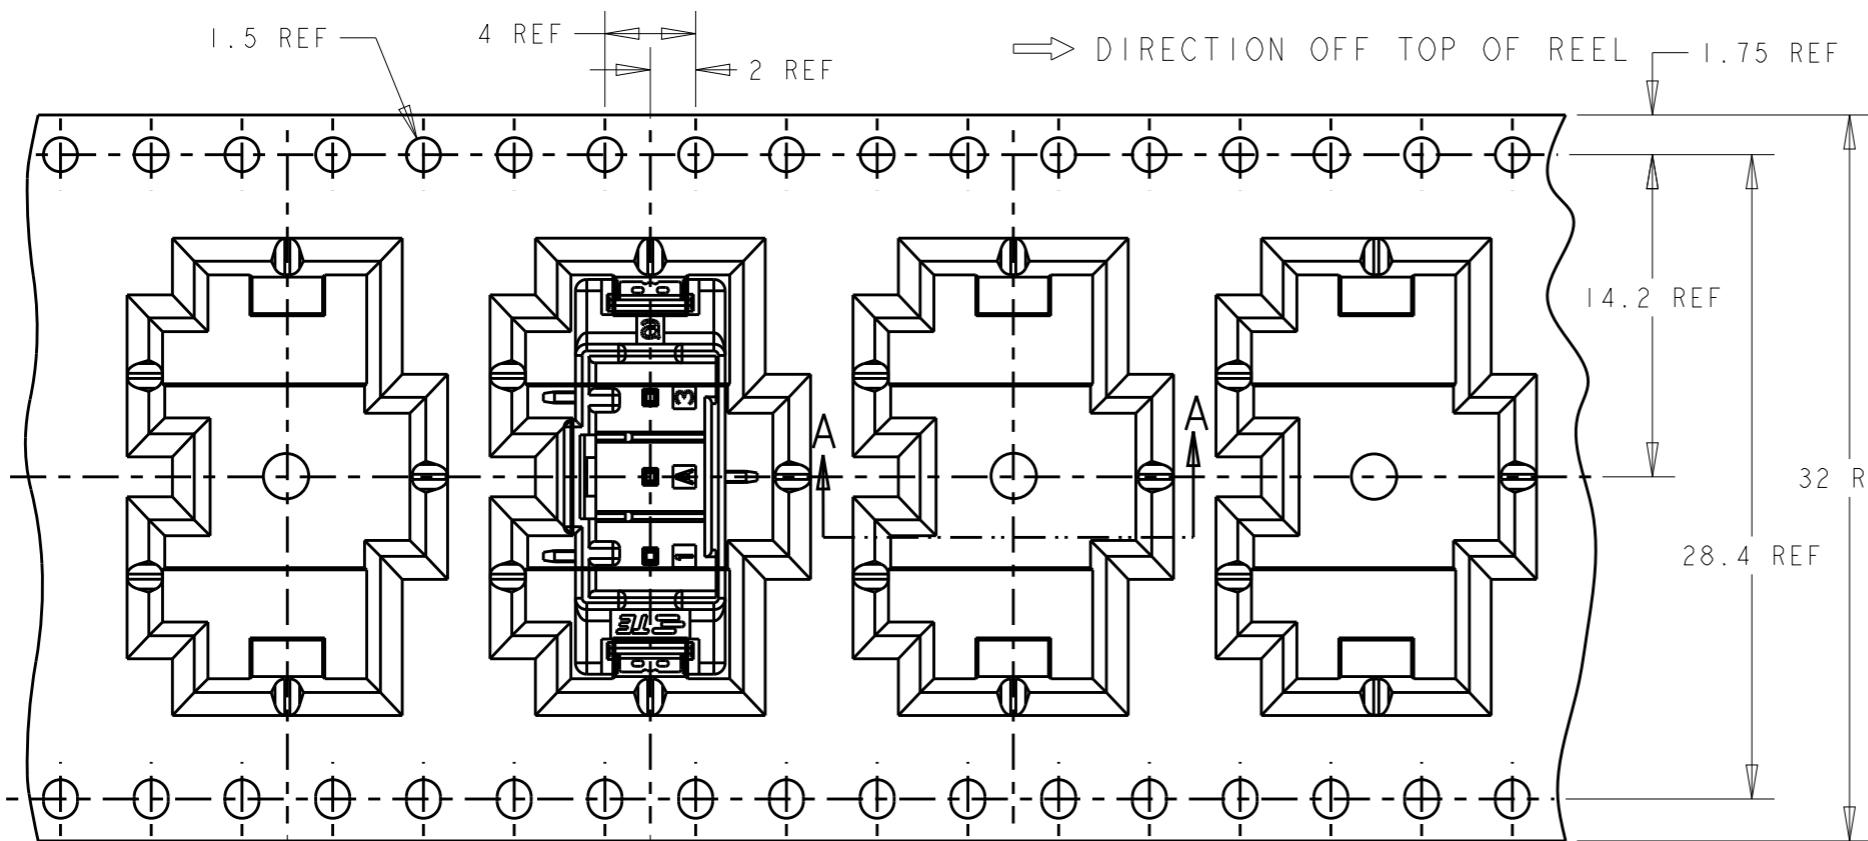 1.5 REF
4 REF
2 REF
DIRECTION OFF TOP OF REEL
1.75 REF
14.2 REF
32 R
28.4 REF
A
A
3
A
1
TE